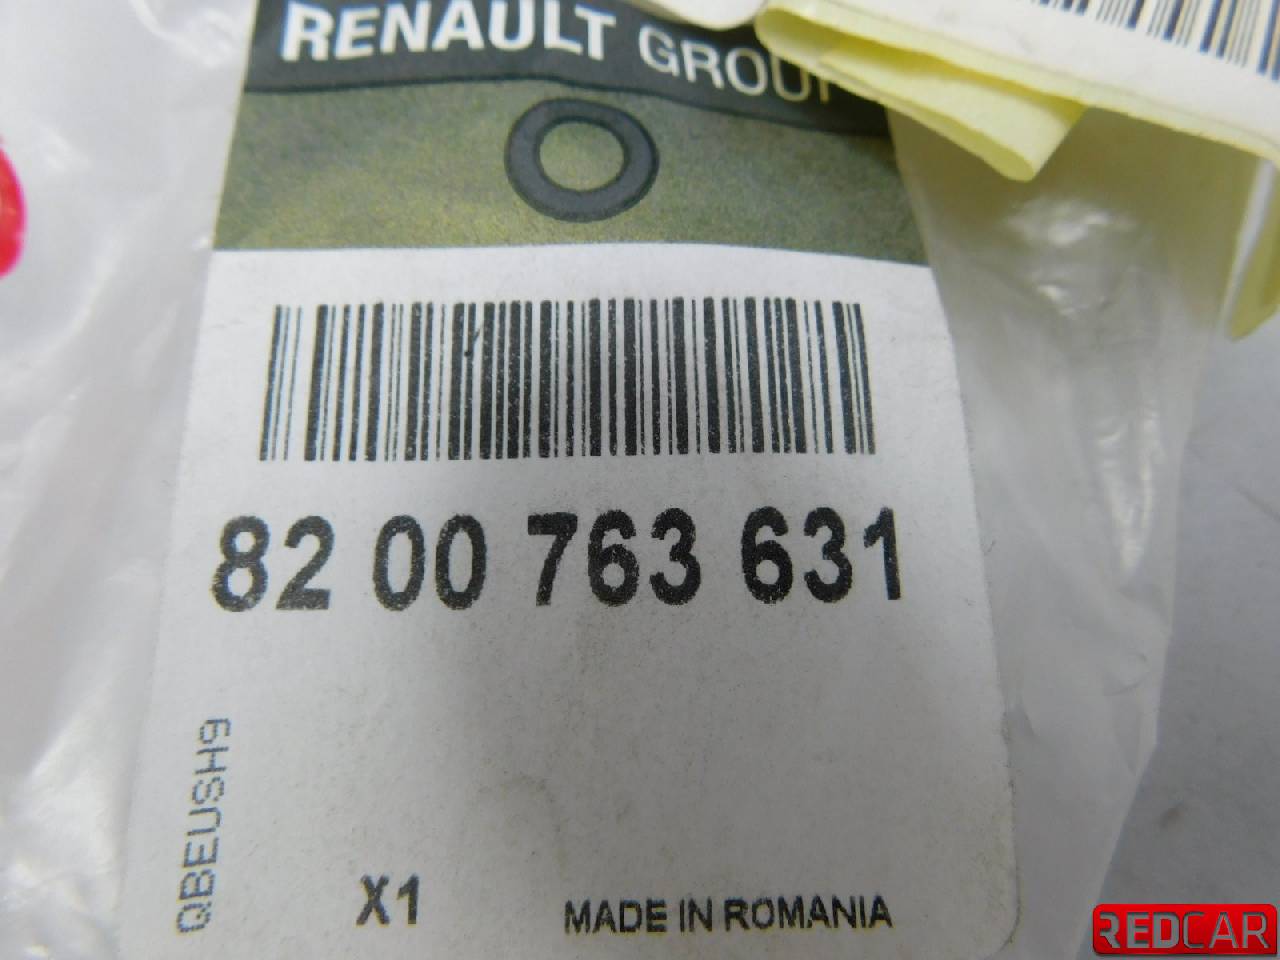 RENAULT GROUP
82 00 763 631
QBEUSH9
X1
MADE IN ROMANIA
REDCAR